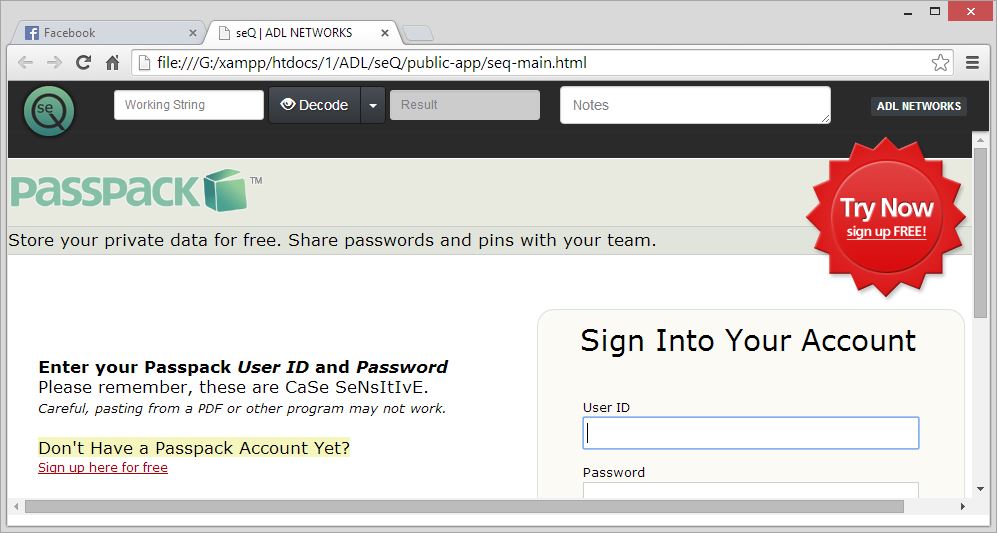 Facebook
seQ | ADL NETWORKS
file:///G:/xampp/htdocs/1/ADL/seQ/public-app/seq-main.html
se
Working String
Decode
Result
Notes
ADL NETWORKS
PASSPACK™
Try Now
sign up FREE!
Store your private data for free. Share passwords and pins with your team.
Sign Into Your Account
Enter your Passpack User ID and Password
Please remember, these are CaSe SeNsItIvE.
Careful, pasting from a PDF or other program may not work.
Don't Have a Passpack Account Yet?
Sign up here for free
User ID
Password